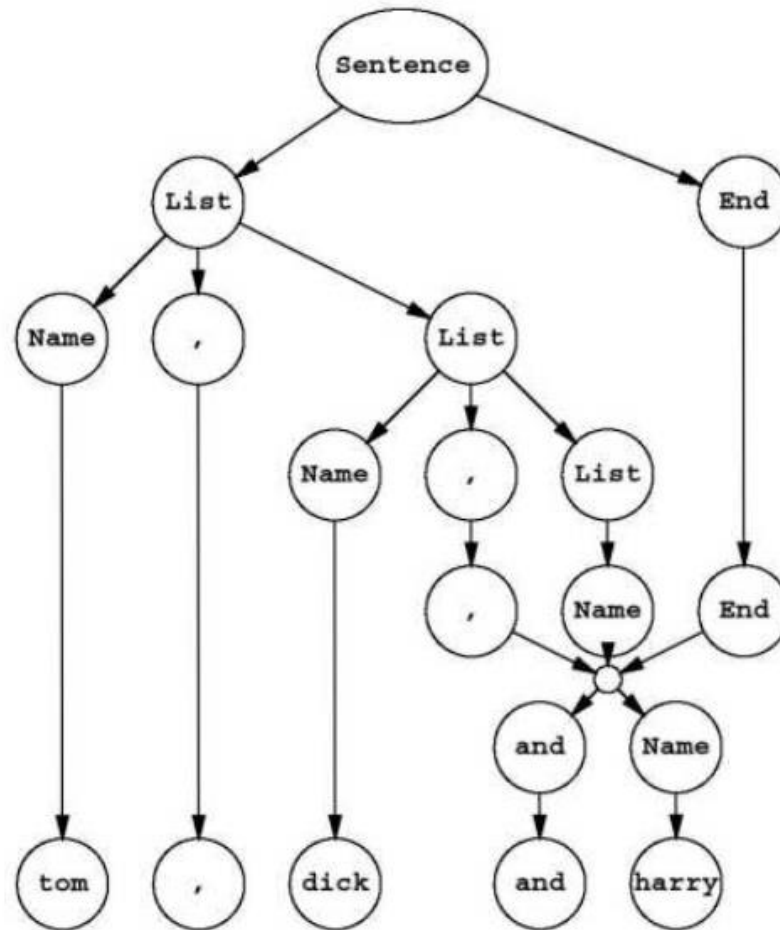 Sentence
List End
Name , List
Name , List
, Name End
and Name
tom , dick and harry